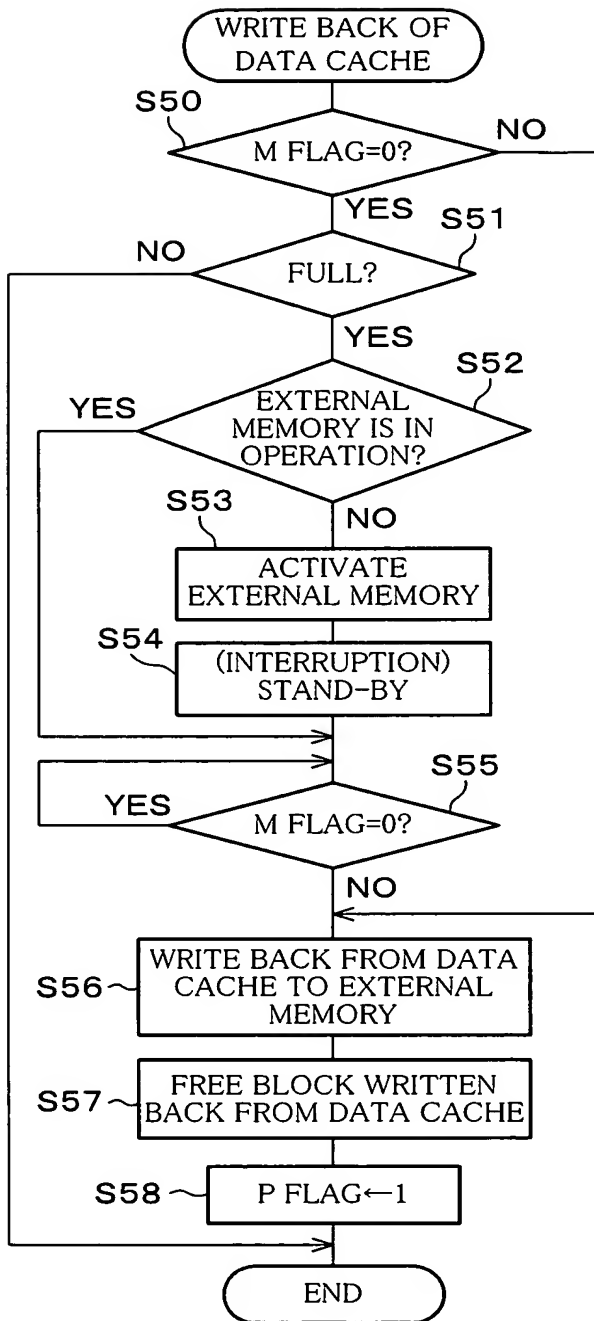 WRITE BACK OF
DATA CACHE
S50
NO
M FLAG=0?
YES
S51
NO
FULL?
YES
S52
YES
EXTERNAL
MEMORY IS IN
OPERATION?
S53
NO
ACTIVATE
EXTERNAL MEMORY
S54
(INTERRUPTION)
STAND-BY
S55
YES
M FLAG=0?
NO
S56
WRITE BACK FROM DATA
CACHE TO EXTERNAL
MEMORY
S57
FREE BLOCK WRITTEN
BACK FROM DATA CACHE
S58
P FLAG←1
END